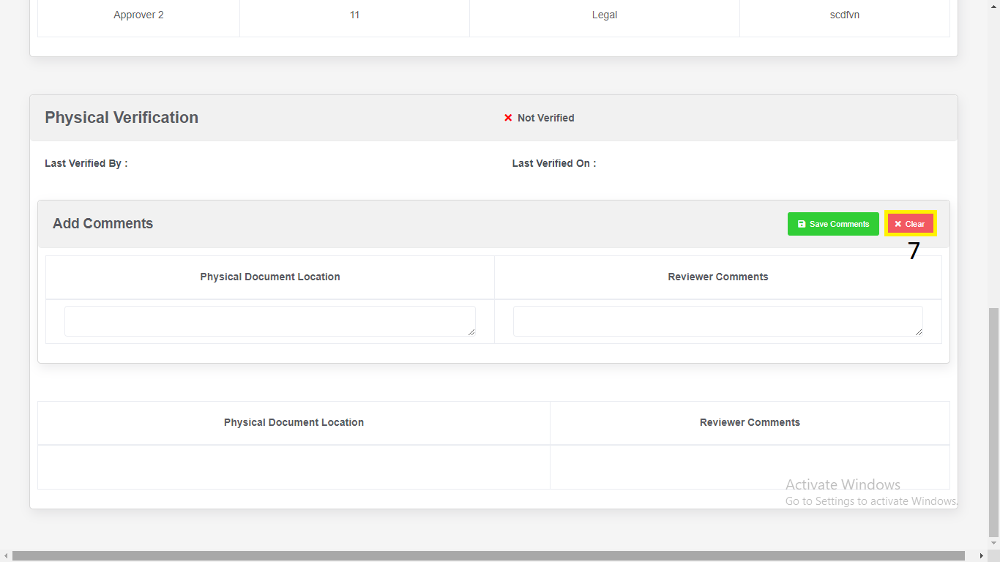 Approver 2 11 Legal scdfvn
Physical Verification Not Verified
Last Verified By : Last Verified On :
Add Comments Save Comments Clear
7
Physical Document Location Reviewer Comments
Physical Document Location Reviewer Comments
Activate Windows
Go to Settings to activate Windows.